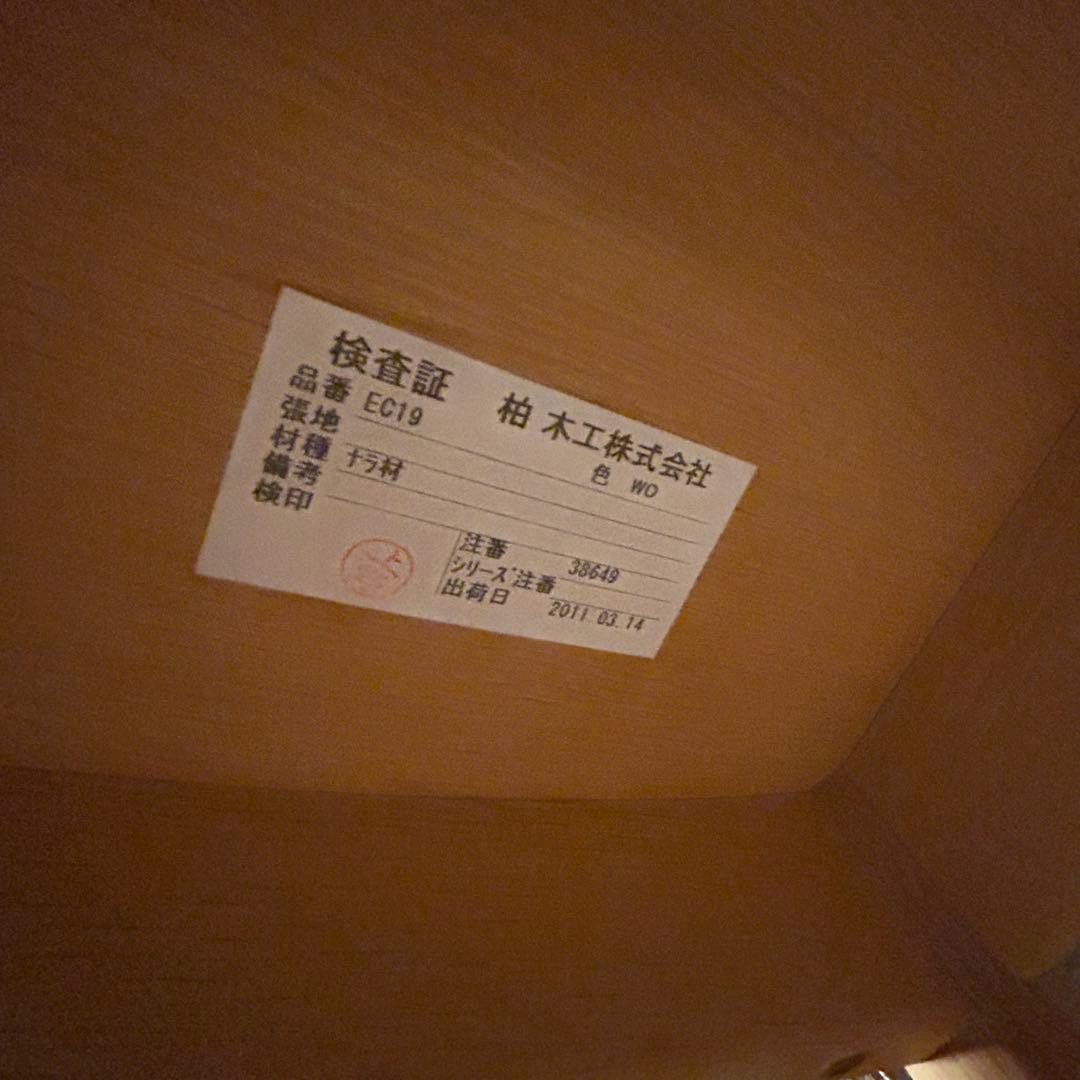 検査証 柏木工株式会社
品番 EC19 色 WO
張地
材種 ナラ材
備考
検印
注番 38649
シリーズ注番
出荷日 2011.03.14